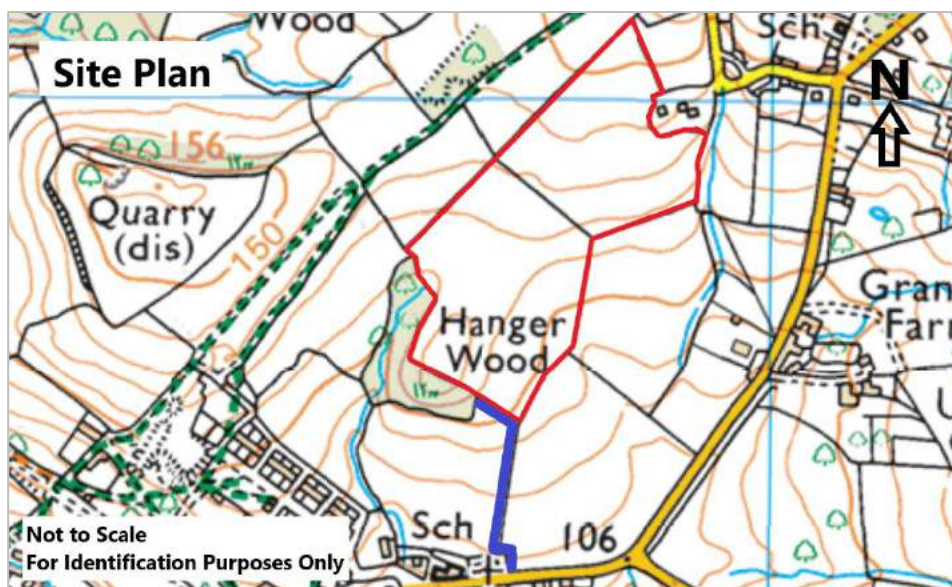 Wood
Sch
Site Plan
N
156
Quarry
(dis)
150
Gran
Far
Hanger
Wood
Sch
106
Not to Scale
For Identification Purposes Only